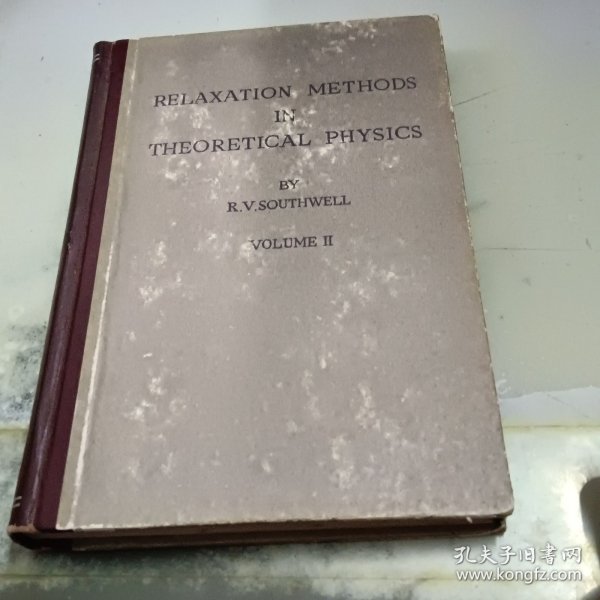 RELAXATION METHODS
IN
THEORETICAL PHYSICS
BY
R.V.SOUTHWELL
VOLUME II
孔夫子旧书网
www.kongfz.com